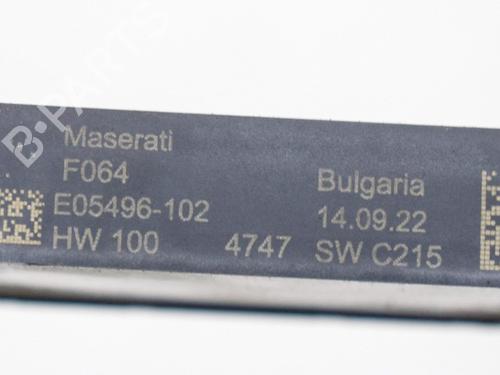 B-PARTS
Maserati
F064
Bulgaria
E05496-102
14.09.22
HW 100 4747 SW C215